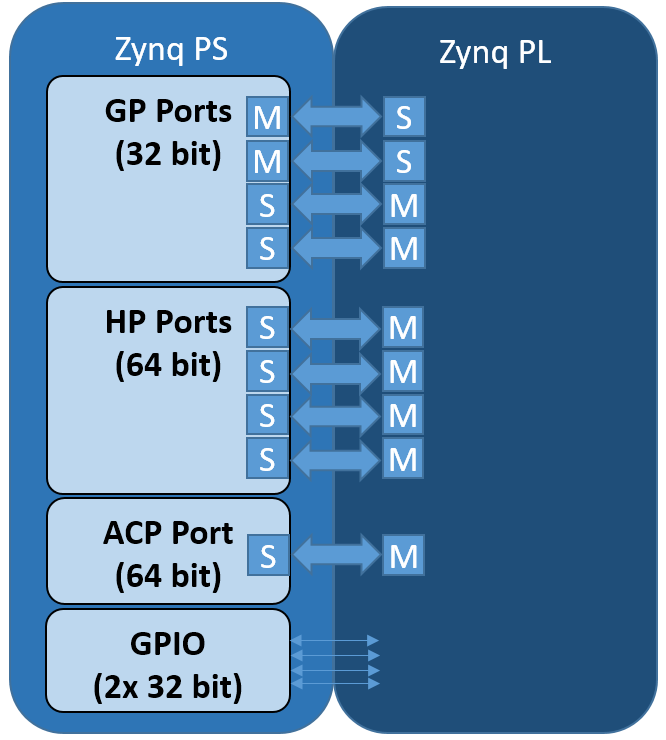 Zynq PS
Zynq PL
GP Ports
(32 bit)
M
S
M
S
S
M
S
M
HP Ports
(64 bit)
S
M
S
M
S
M
S
M
ACP Port
(64 bit)
S
M
GPIO
(2x 32 bit)